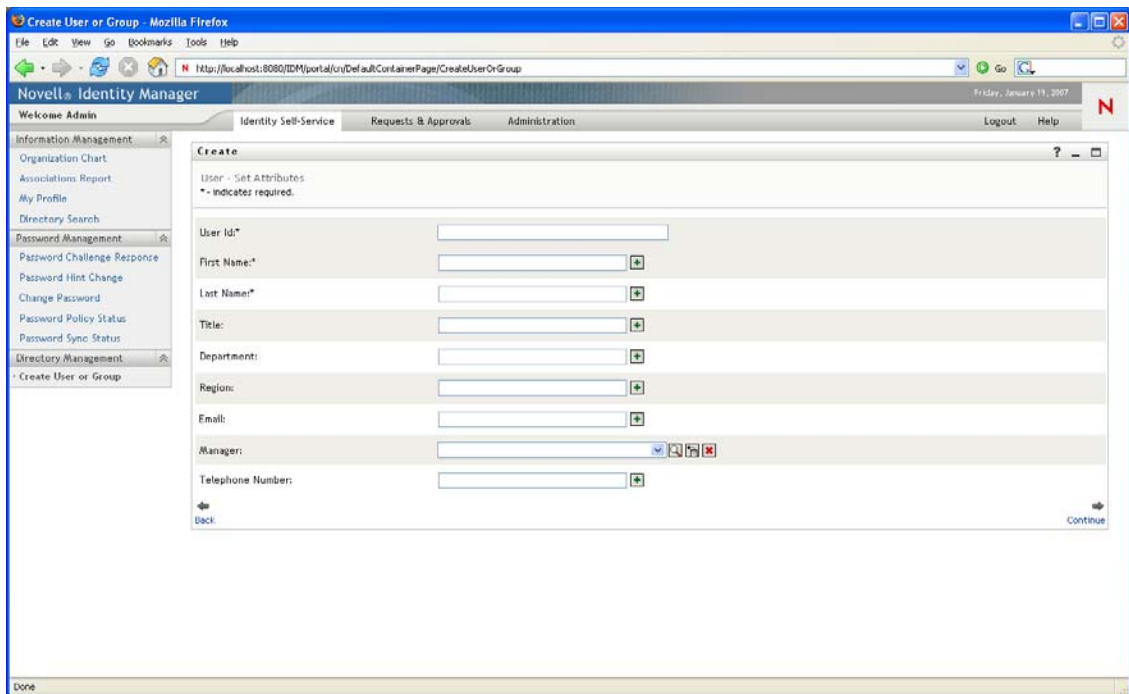 Create User or Group - Mozilla Firefox
File Edit View Go Bookmarks Tools Help
N http://localhost:8080/IDM/portal/cn/DefaultContainerPage/CreateUserOrGroup Go G
Novell® Identity Manager Friday, January 19, 2007
Welcome Admin Identity Self-Service Requests & Approvals Administration Logout Help N
Information Management
Organization Chart
Associations Report
My Profile
Directory Search
Password Management
Password Challenge Response
Password Hint Change
Change Password
Password Policy Status
Password Sync Status
Directory Management
Create User or Group
Create ?
User - Set Attributes
* - indicates required.
User Id:*
First Name:*
Last Name:*
Title:
Department:
Region:
Email:
Manager:
Telephone Number:
Back Continue
Done